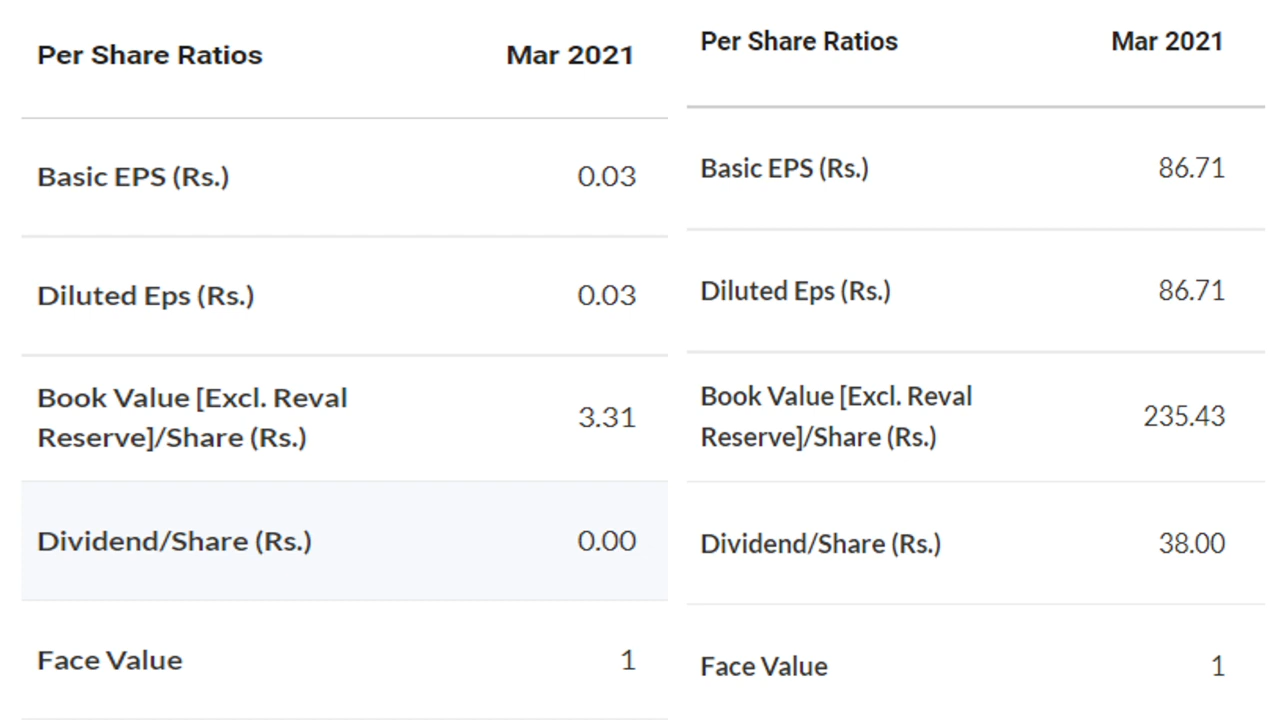 Per Share Ratios Mar 2021
Basic EPS (Rs.) 0.03
Diluted Eps (Rs.) 0.03
Book Value [Excl. Reval
Reserve]/Share (Rs.) 3.31
Dividend/Share (Rs.) 0.00
Face Value 1
Per Share Ratios Mar 2021
Basic EPS (Rs.) 86.71
Diluted Eps (Rs.) 86.71
Book Value [Excl. Reval
Reserve]/Share (Rs.) 235.43
Dividend/Share (Rs.) 38.00
Face Value 1